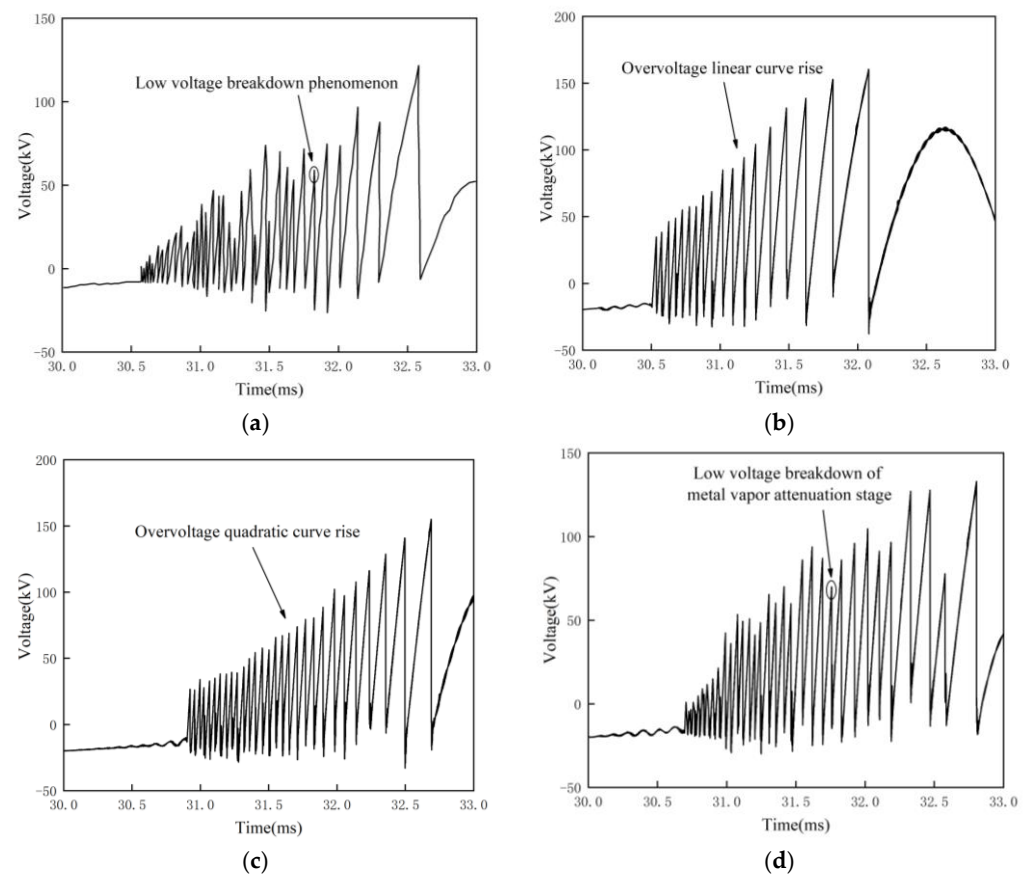 150
100
50
0
−50
Voltage(kV)
Low voltage breakdown phenomenon
30.0 30.5 31.0 31.5 32.0 32.5 33.0
Time(ms)
(a)
200
150
100
50
0
−50
Voltage(kV)
Overvoltage linear curve rise
30.0 30.5 31.0 31.5 32.0 32.5 33.0
Time(ms)
(b)
200
150
100
50
0
−50
Voltage(kV)
Overvoltage quadratic curve rise
30.0 30.5 31.0 31.5 32.0 32.5 33.0
Time(ms)
(c)
150
100
50
0
−50
Voltage(kV)
Low voltage breakdown of
metal vapor attenuation stage
30.0 30.5 31.0 31.5 32.0 32.5 33.0
Time(ms)
(d)